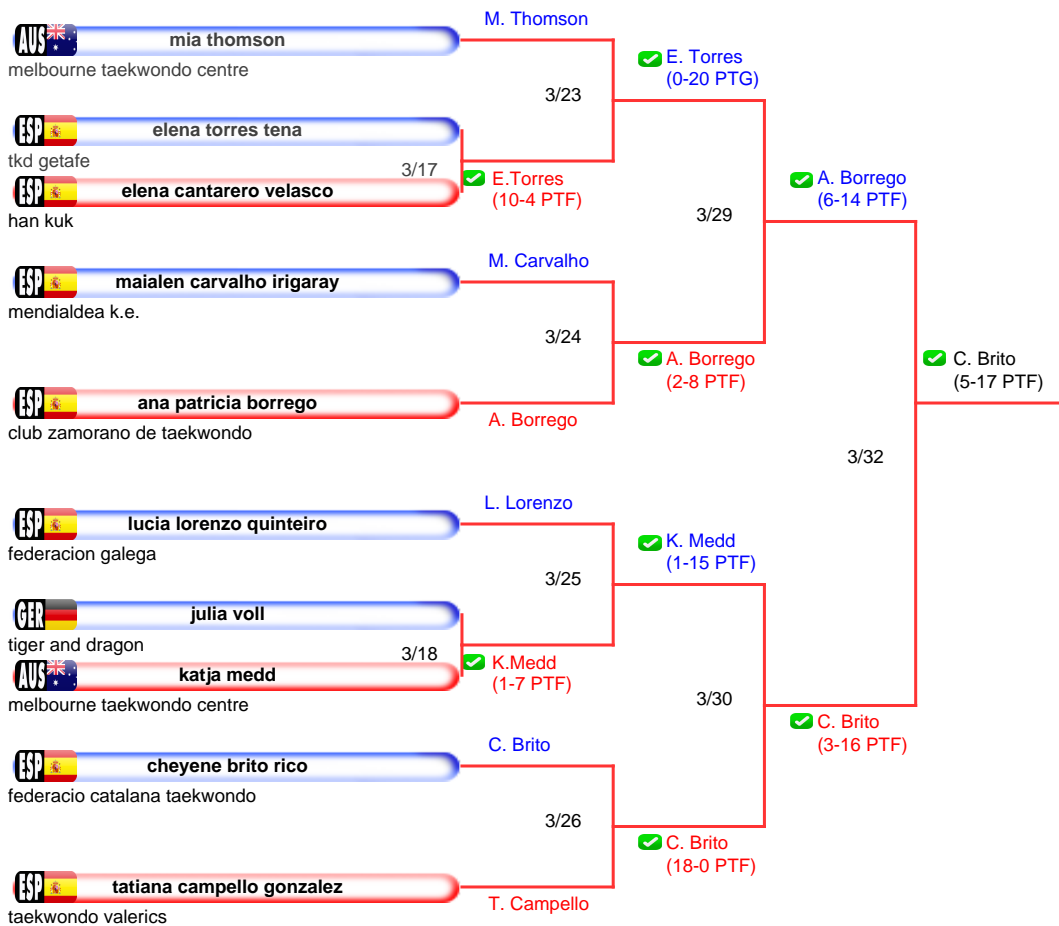 M. Thomson
AUS mia thomson
melbourne taekwondo centre
E. Torres
(0-20 PTG)
3/23
ESP elena torres tena
tkd getafe
3/17
ESP elena cantarero velasco
han kuk
E.Torres
(10-4 PTF)
A. Borrego
(6-14 PTF)
3/29
M. Carvalho
ESP maialen carvalho irigaray
mendialdea k.e.
3/24
A. Borrego
(2-8 PTF)
C. Brito
(5-17 PTF)
ESP ana patricia borrego
A. Borrego
club zamorano de taekwondo
3/32
L. Lorenzo
ESP lucia lorenzo quinteiro
federacion galega
K. Medd
(1-15 PTF)
3/25
GER julia voll
tiger and dragon
3/18
AUS katja medd
melbourne taekwondo centre
K.Medd
(1-7 PTF)
3/30
C. Brito
(3-16 PTF)
C. Brito
ESP cheyene brito rico
federacio catalana taekwondo
3/26
C. Brito
(18-0 PTF)
ESP tatiana campello gonzalez
T. Campello
taekwondo valerics